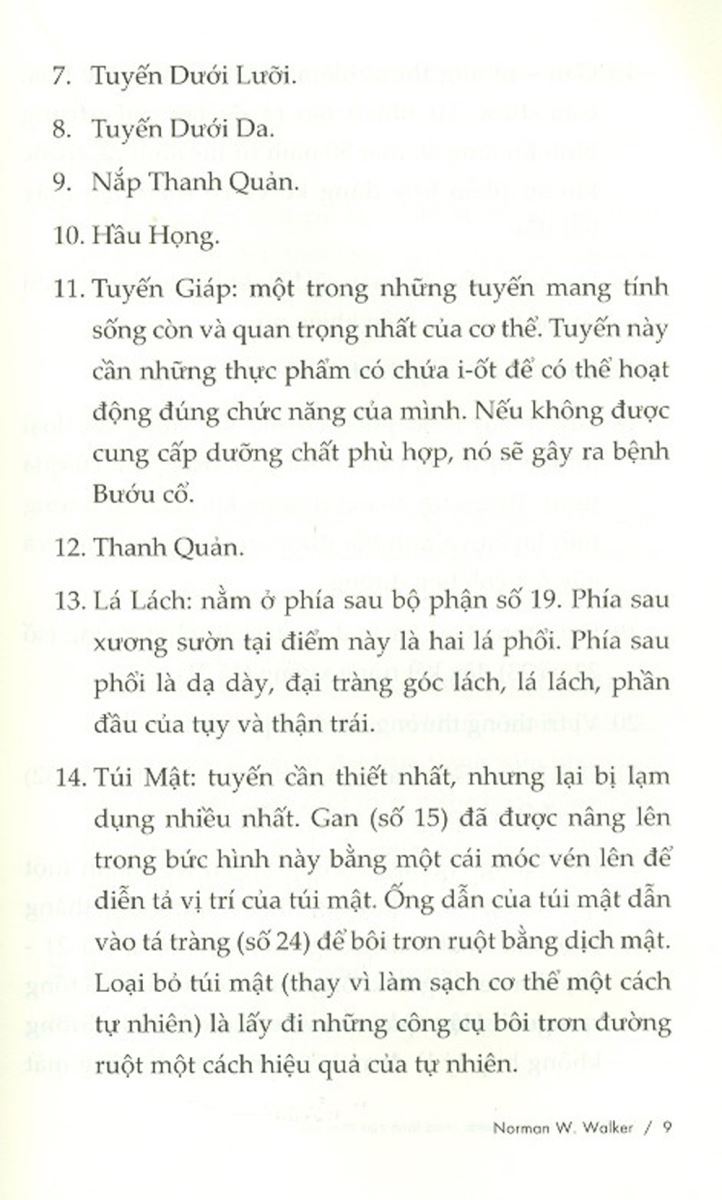 7. Tuyến Dưới Lưỡi.
8. Tuyến Dưới Da.
9. Nắp Thanh Quản.
10. Hầu Họng.
11. Tuyến Giáp: một trong những tuyến mang tính
sống còn và quan trọng nhất của cơ thể. Tuyến này
cần những thực phẩm có chứa i-ốt để có thể hoạt
động đúng chức năng của mình. Nếu không được
cung cấp dưỡng chất phù hợp, nó sẽ gây ra bệnh
Bướu cổ.
12. Thanh Quản.
13. Lá Lách: nằm ở phía sau bộ phận số 19. Phía sau
xương sườn tại điểm này là hai lá phổi. Phía sau
phổi là dạ dày, đại tràng góc lách, lá lách, phần
đầu của tụy và thận trái.
14. Túi Mật: tuyến cần thiết nhất, nhưng lại bị lạm
dụng nhiều nhất. Gan (số 15) đã được nâng lên
trong bức hình này bằng một cái móc vén lên để
diễn tả vị trí của túi mật. Ống dẫn của túi mật dẫn
vào tá tràng (số 24) để bôi trơn ruột bằng dịch mật.
Loại bỏ túi mật (thay vì làm sạch cơ thể một cách
tự nhiên) là lấy đi những công cụ bôi trơn đường
ruột một cách hiệu quả của tự nhiên.
Norman W. Walker / 9